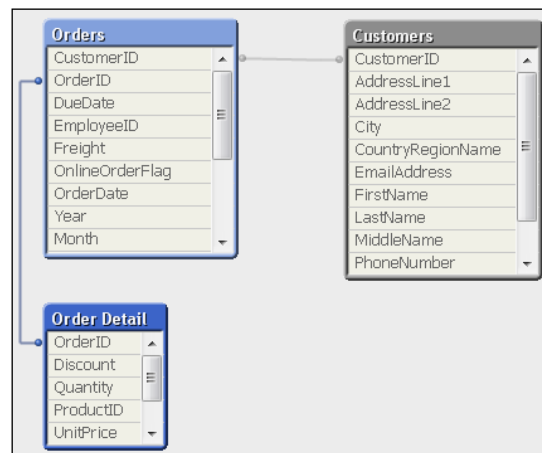 Orders
CustomerID
OrderID
DueDate
EmployeeID
Freight
OnlineOrderFlag
OrderDate
Year
Month
Customers
CustomerID
AddressLine1
AddressLine2
City
CountryRegionName
EmailAddress
FirstName
LastName
MiddleName
PhoneNumber
Order Detail
OrderID
Discount
Quantity
ProductID
UnitPrice